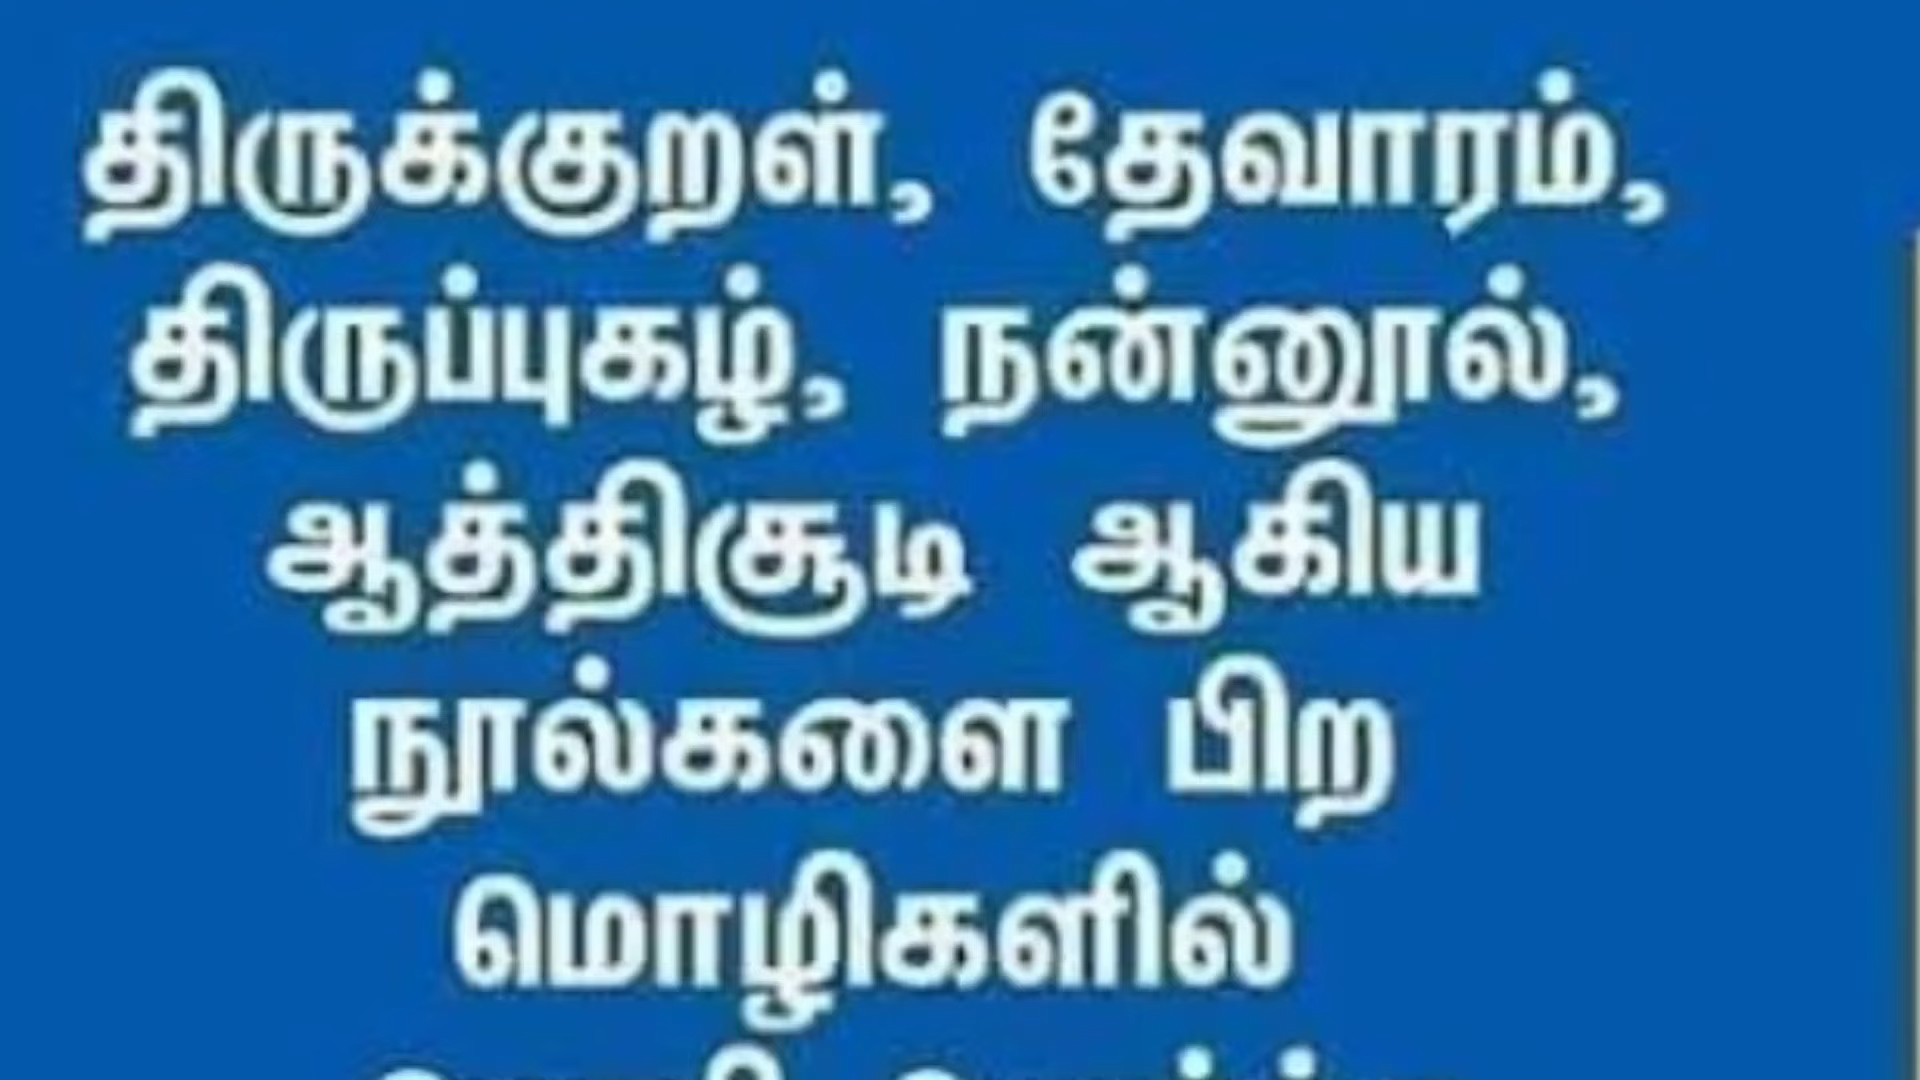 திருக்குறள், தேவாரம்,
திருப்புகழ், நன்னூல்,
ஆத்திசூடி ஆகிய
நூல்களை பிற
மொழிகளில்